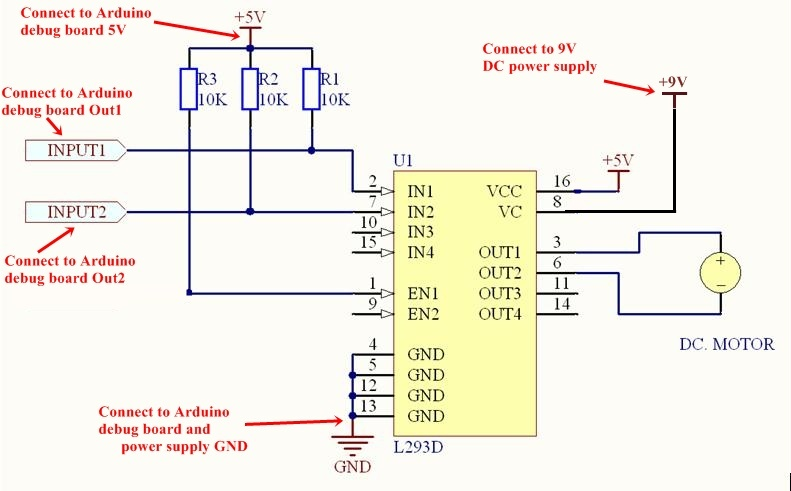 Connect to Arduino
debug board 5V
+5V
Connect to 9V
DC power supply
+9V
R3
10K
R2
10K
R1
10K
Connect to Arduino
debug board Out1
INPUT1
INPUT2
Connect to Arduino
debug board Out2
U1
+5V
2 IN1 VCC 16
7 IN2 VC 8
10 IN3
15 IN4 OUT1 3
OUT2 6
1 EN1 OUT3 11
9 EN2 OUT4 14
4 GND
5 GND
12 GND
13 GND
+
−
DC. MOTOR
Connect to Arduino
debug board and
power supply GND
L293D
GND